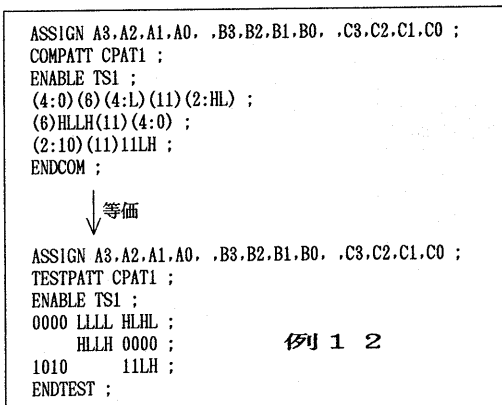 ASSIGN A3,A2,A1,A0, ,B3,B2,B1,B0, ,C3,C2,C1,C0 ;
COMPATT CPAT1 ;
ENABLE TS1 ;
(4:0)(6)(4:L)(11)(2:HL) ;
(6)HLLH(11)(4:0) ;
(2:10)(11)11LH ;
ENDCOM ;
↓等価
ASSIGN A3,A2,A1,A0, ,B3,B2,B1,B0, ,C3,C2,C1,C0 ;
TESTPATT CPAT1 ;
ENABLE TS1 ;
0000 LLLL HLHL ;
     HLLH 0000 ;
1010      11LH ;
ENDTEST ;
例12